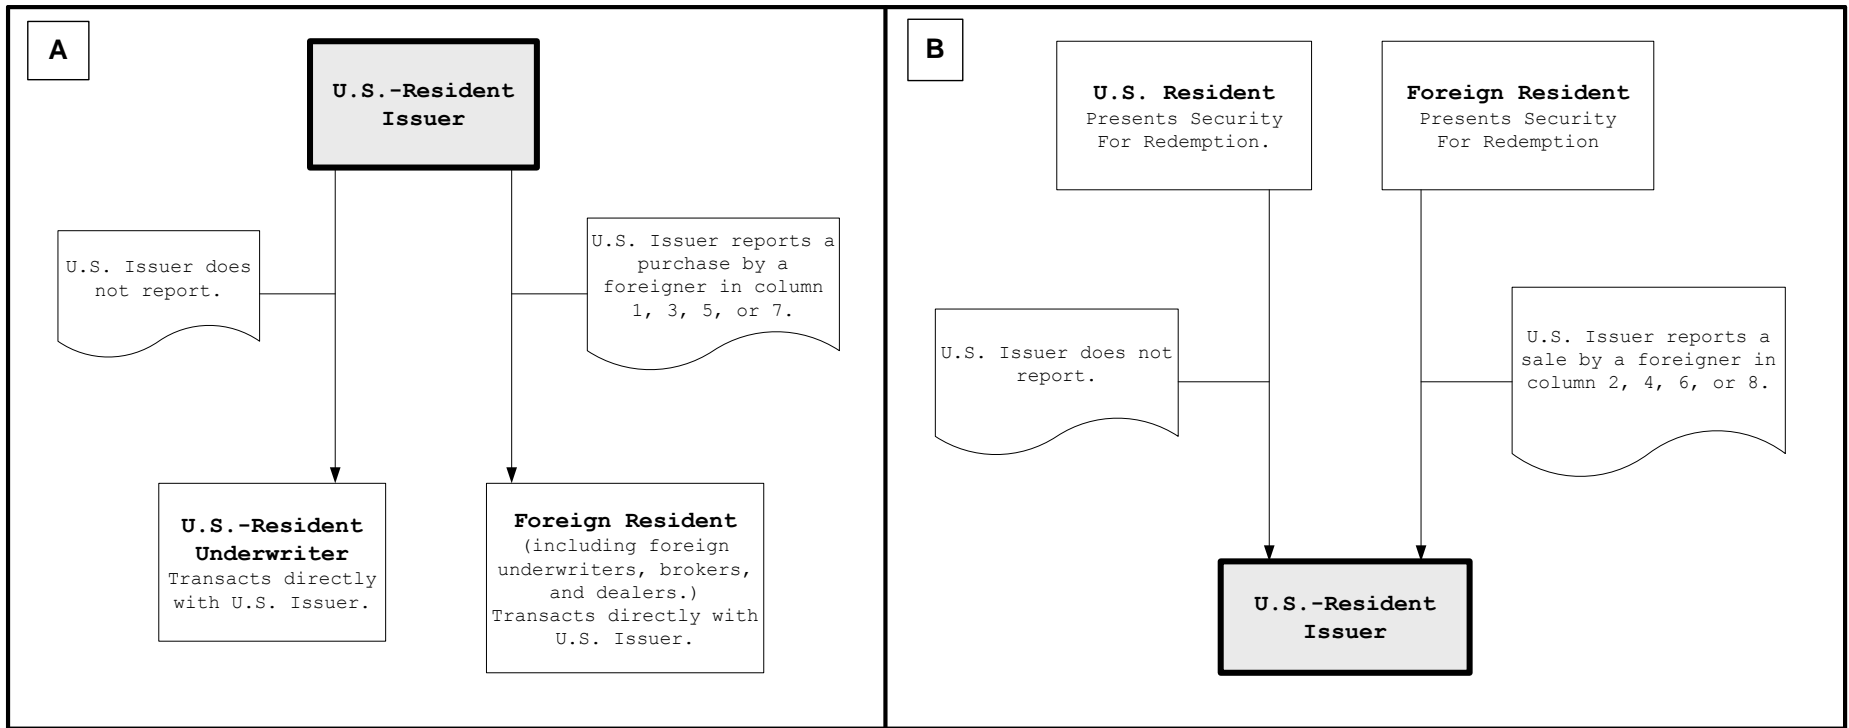 A
U.S.-Resident
Issuer
U.S. Issuer does
not report.
U.S. Issuer reports a
purchase by a
foreigner in column
1, 3, 5, or 7.
U.S.-Resident
Underwriter
Transacts directly
with U.S. Issuer.
Foreign Resident
(including foreign
underwriters, brokers,
and dealers.)
Transacts directly with
U.S. Issuer.
B
U.S. Resident
Presents Security
For Redemption.
Foreign Resident
Presents Security
For Redemption
U.S. Issuer does not
report.
U.S. Issuer reports a
sale by a foreigner in
column 2, 4, 6, or 8.
U.S.-Resident
Issuer